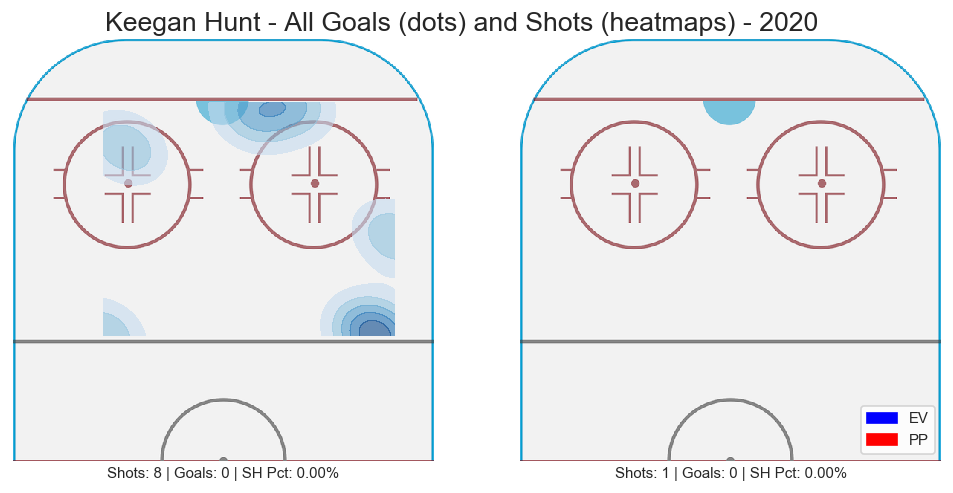 Keegan Hunt - All Goals (dots) and Shots (heatmaps) - 2020
EV
PP
Shots: 8 | Goals: 0 | SH Pct: 0.00%
Shots: 1 | Goals: 0 | SH Pct: 0.00%